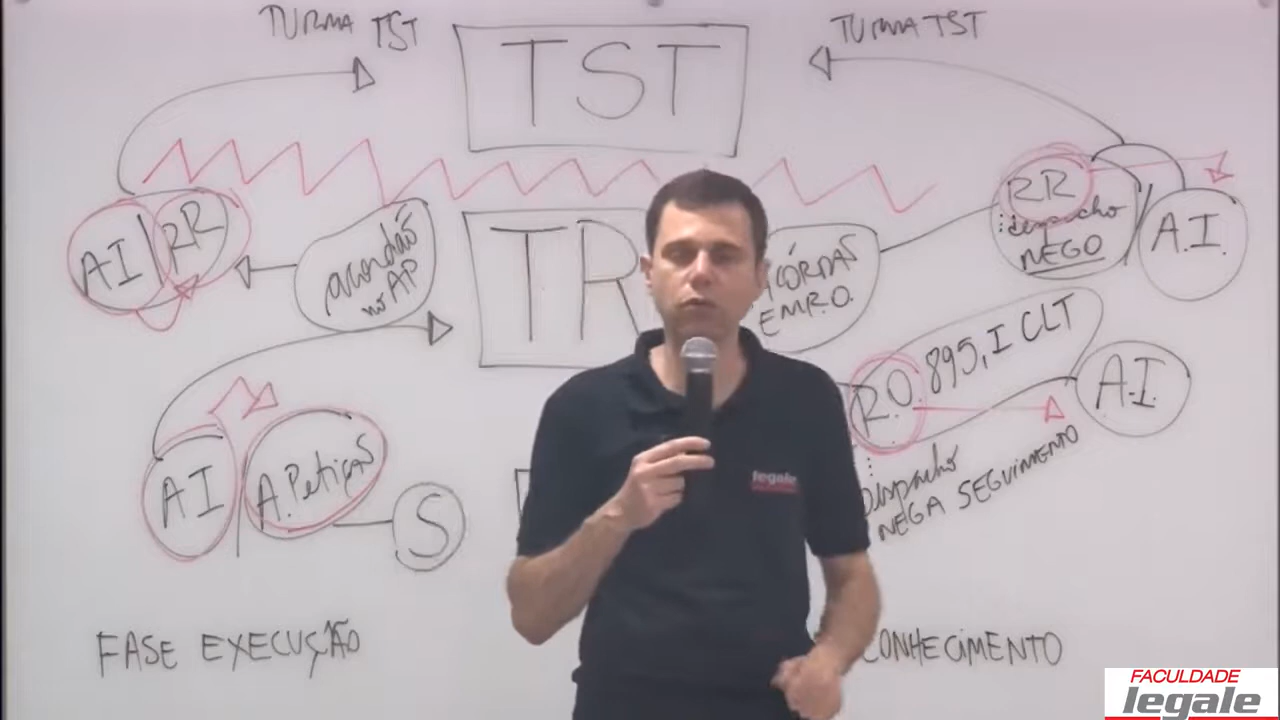 TURMA TST
TST
TURMA TST
AI
RR
acórdão
no AP
TR
ACÓRDÃO
EM R.O.
RR
despacho
NEGO
A.I.
R.O. 895, I CLT
A.I.
Despacho
NEGA SEGUIMENTO
AI
A. Petição
S
FASE EXECUÇÃO
CONHECIMENTO
legale
FACULDADE
legale